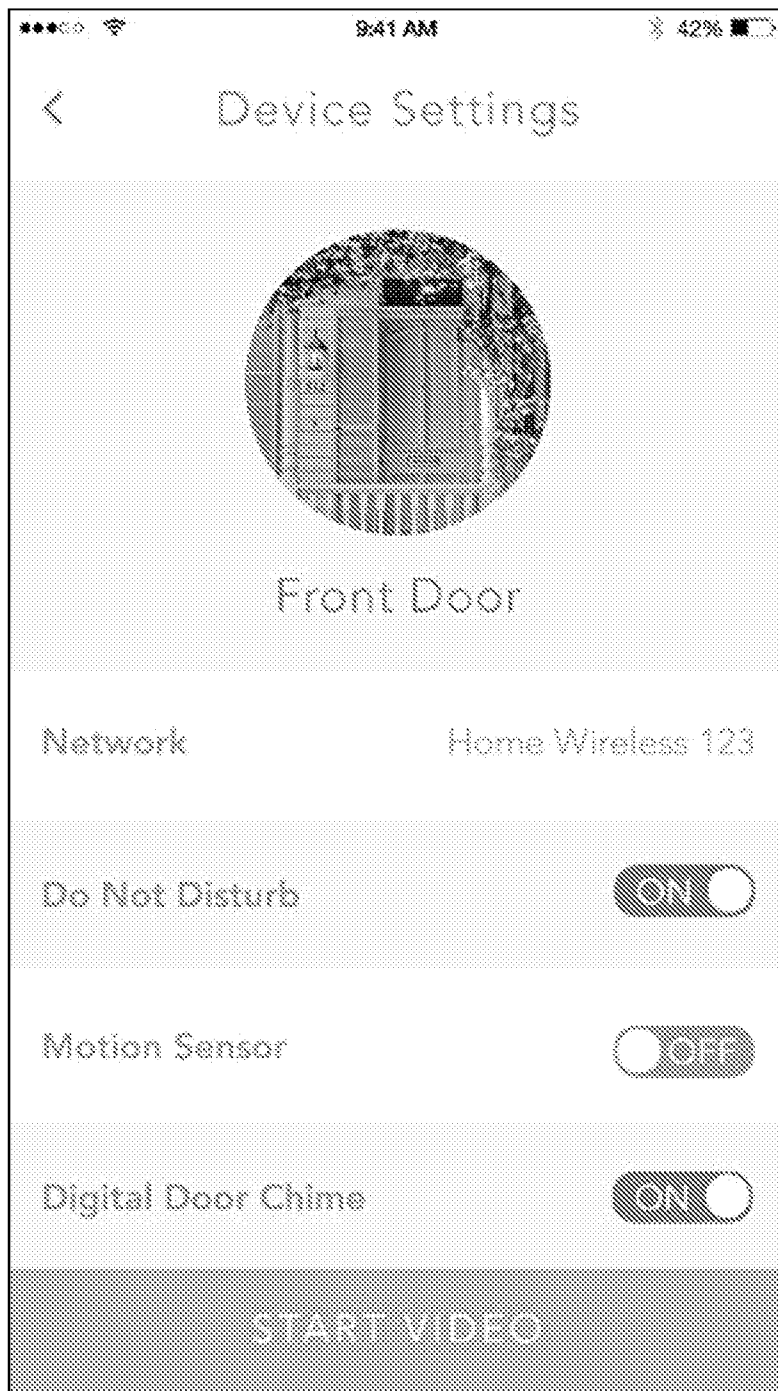 9:41 AM 42%
Device Settings
Front Door
Network Home Wireless 123
Do Not Disturb ON
Motion Sensor OFF
Digital Door Chime ON
START VIDEO